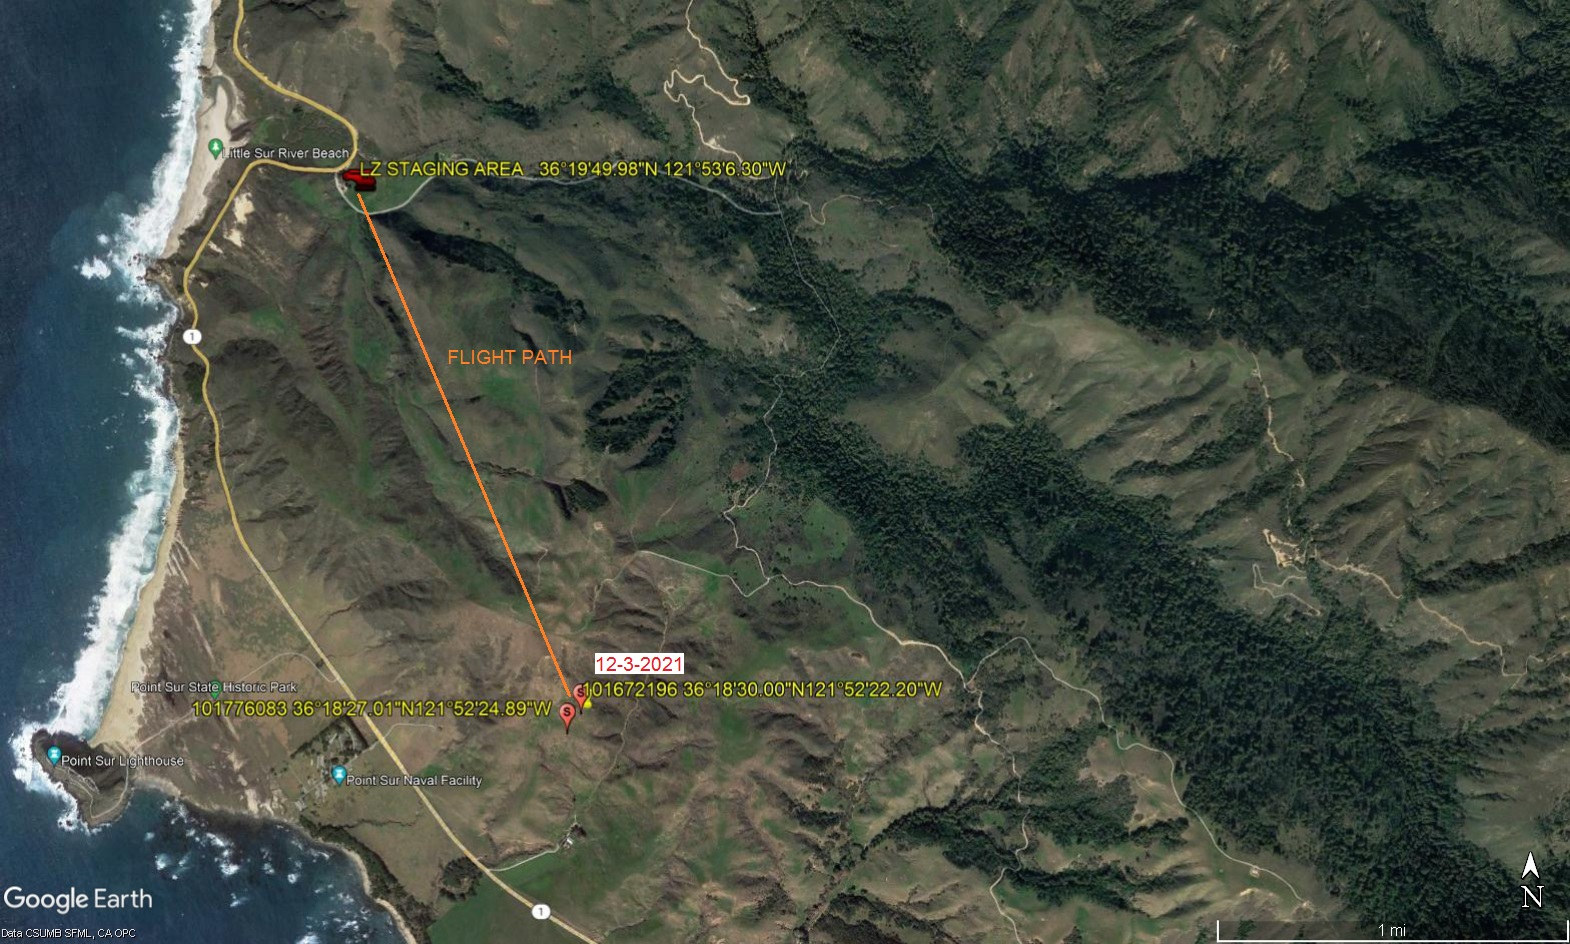 Little Sur River Beach
LZ STAGING AREA 36°19'49.98"N 121°53'6.30"W
1
FLIGHT PATH
12-3-2021
S
101672196 36°18'30.00"N121°52'22.20"W
Point Sur State Historic Park
101776083 36°18'27.01"N121°52'24.89"W
S
Point Sur Lighthouse
Point Sur Naval Facility
Google Earth
N
1
1 mi
Data CSUMB SFML, CA OPC